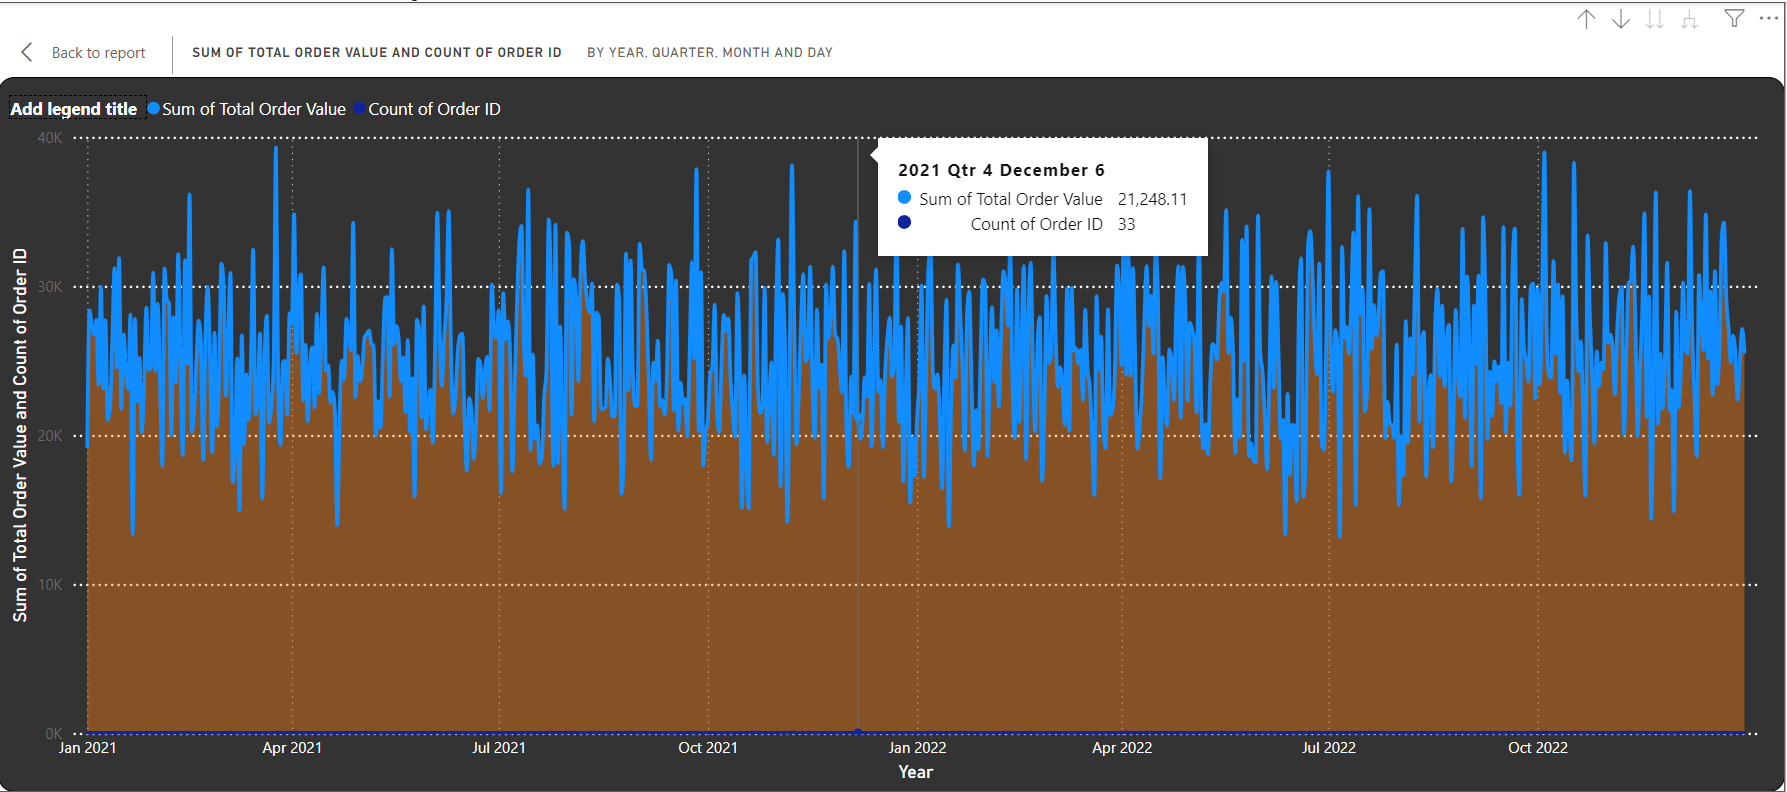 Back to report
SUM OF TOTAL ORDER VALUE AND COUNT OF ORDER ID BY YEAR, QUARTER, MONTH AND DAY
Add legend title Sum of Total Order Value Count of Order ID
40K
30K
20K
10K
0K
Sum of Total Order Value and Count of Order ID
2021 Qtr 4 December 6
Sum of Total Order Value 21,248.11
Count of Order ID 33
Jan 2021 Apr 2021 Jul 2021 Oct 2021 Jan 2022 Apr 2022 Jul 2022 Oct 2022
Year